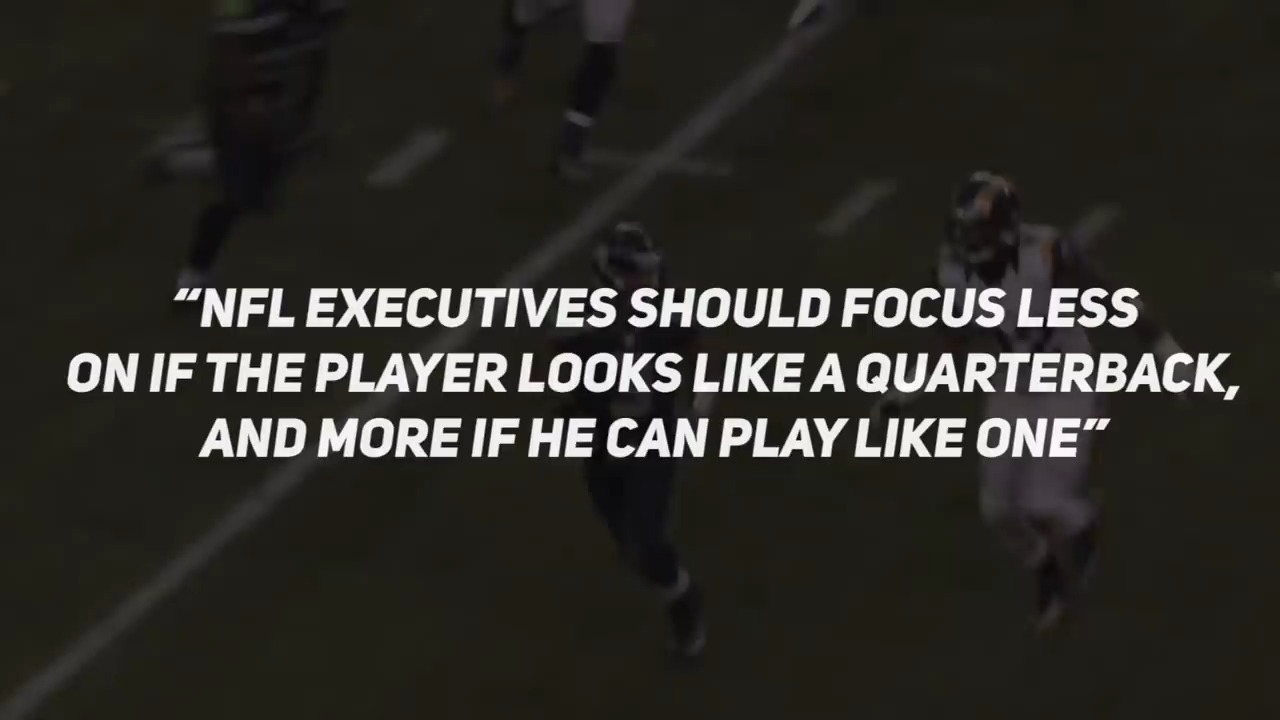 “NFL EXECUTIVES SHOULD FOCUS LESS
ON IF THE PLAYER LOOKS LIKE A QUARTERBACK,
AND MORE IF HE CAN PLAY LIKE ONE”